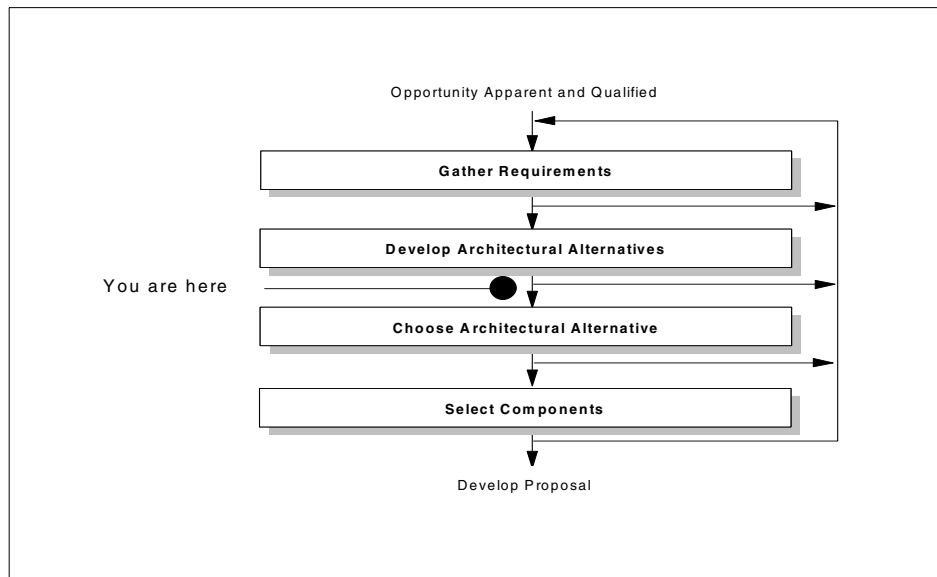 Opportunity Apparent and Qualified
Gather Requirements
Develop Architectural Alternatives
You are here
Choose Architectural Alternative
Select Components
Develop Proposal